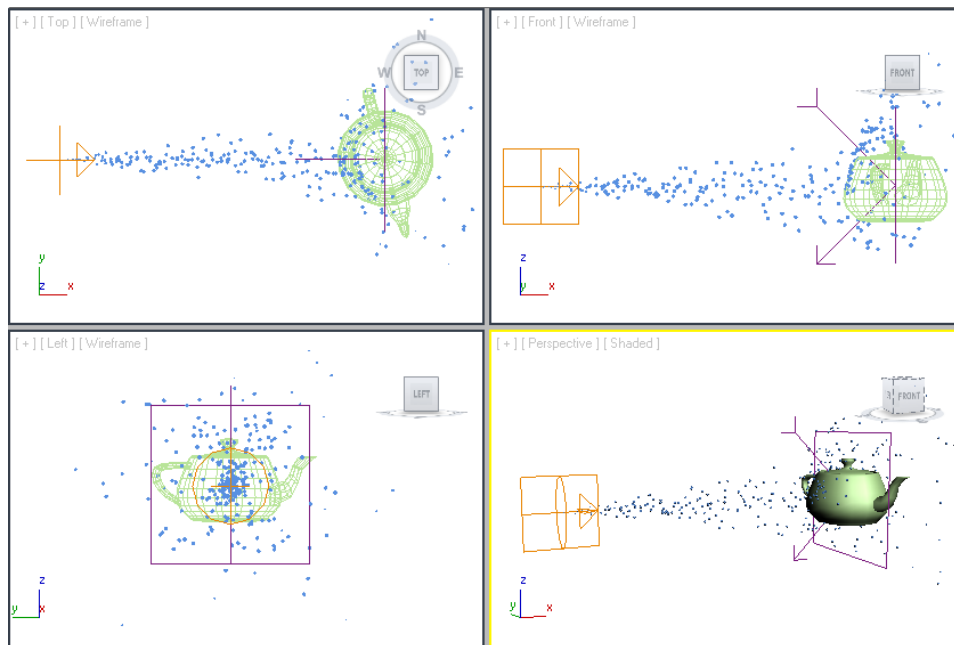 [ + ] [ Top ] [ Wireframe ]
N
W TOP E
S
y
z x
[ + ] [ Front ] [ Wireframe ]
FRONT
z
y x
[ + ] [ Left ] [ Wireframe ]
LEFT
z
y x
[ + ] [ Perspective ] [ Shaded ]
FRONT
z
y x